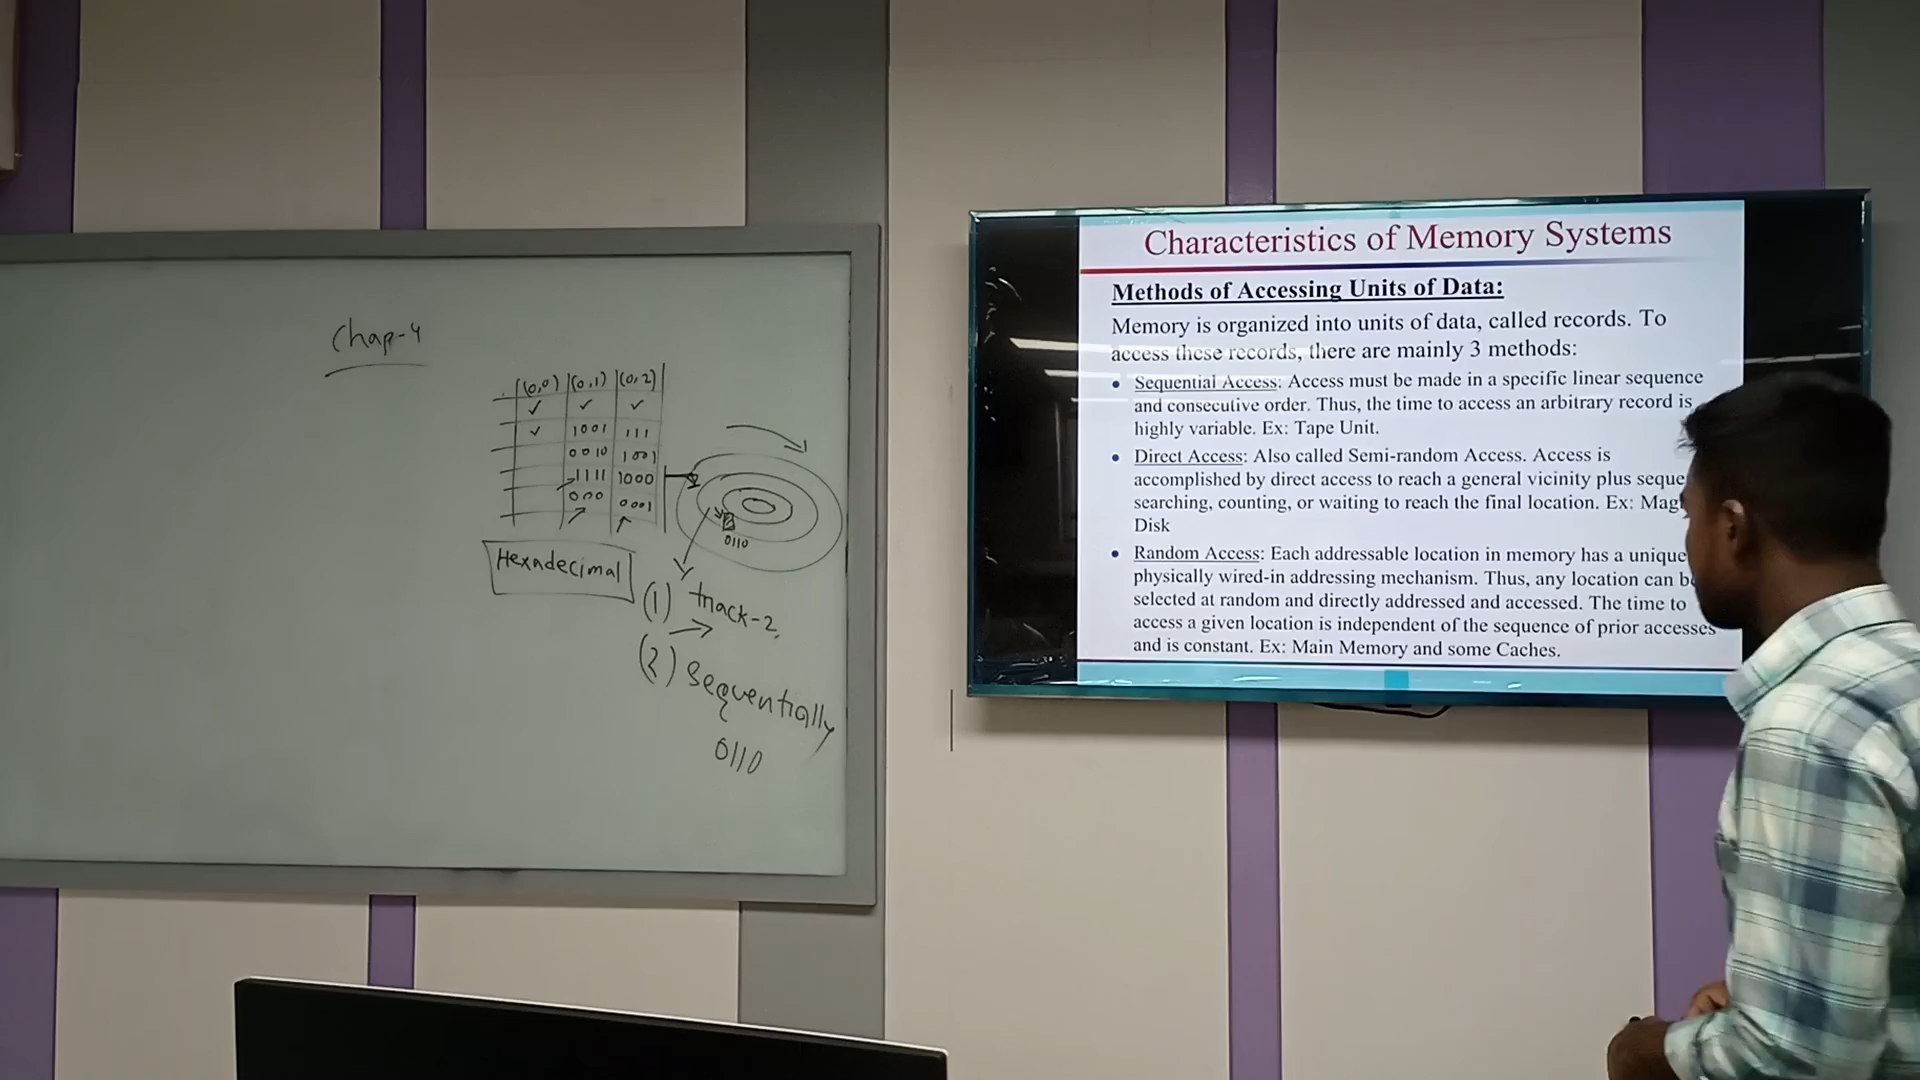 Chap-4
(0,0) (0,1) (0,2)
✓ ✓ ✓
✓ 1001 111
0010 1001
1111 1000
000 0001
0110
Hexadecimal
(1) track-2.
(2) sequentially
0110
Characteristics of Memory Systems
Methods of Accessing Units of Data:
Memory is organized into units of data, called records. To
access these records, there are mainly 3 methods:
• Sequential Access: Access must be made in a specific linear sequence
and consecutive order. Thus, the time to access an arbitrary record is
highly variable. Ex: Tape Unit.
• Direct Access: Also called Semi-random Access. Access is
accomplished by direct access to reach a general vicinity plus seque
searching, counting, or waiting to reach the final location. Ex: Mag
Disk
• Random Access: Each addressable location in memory has a unique
physically wired-in addressing mechanism. Thus, any location can b
selected at random and directly addressed and accessed. The time to
access a given location is independent of the sequence of prior accesses
and is constant. Ex: Main Memory and some Caches.